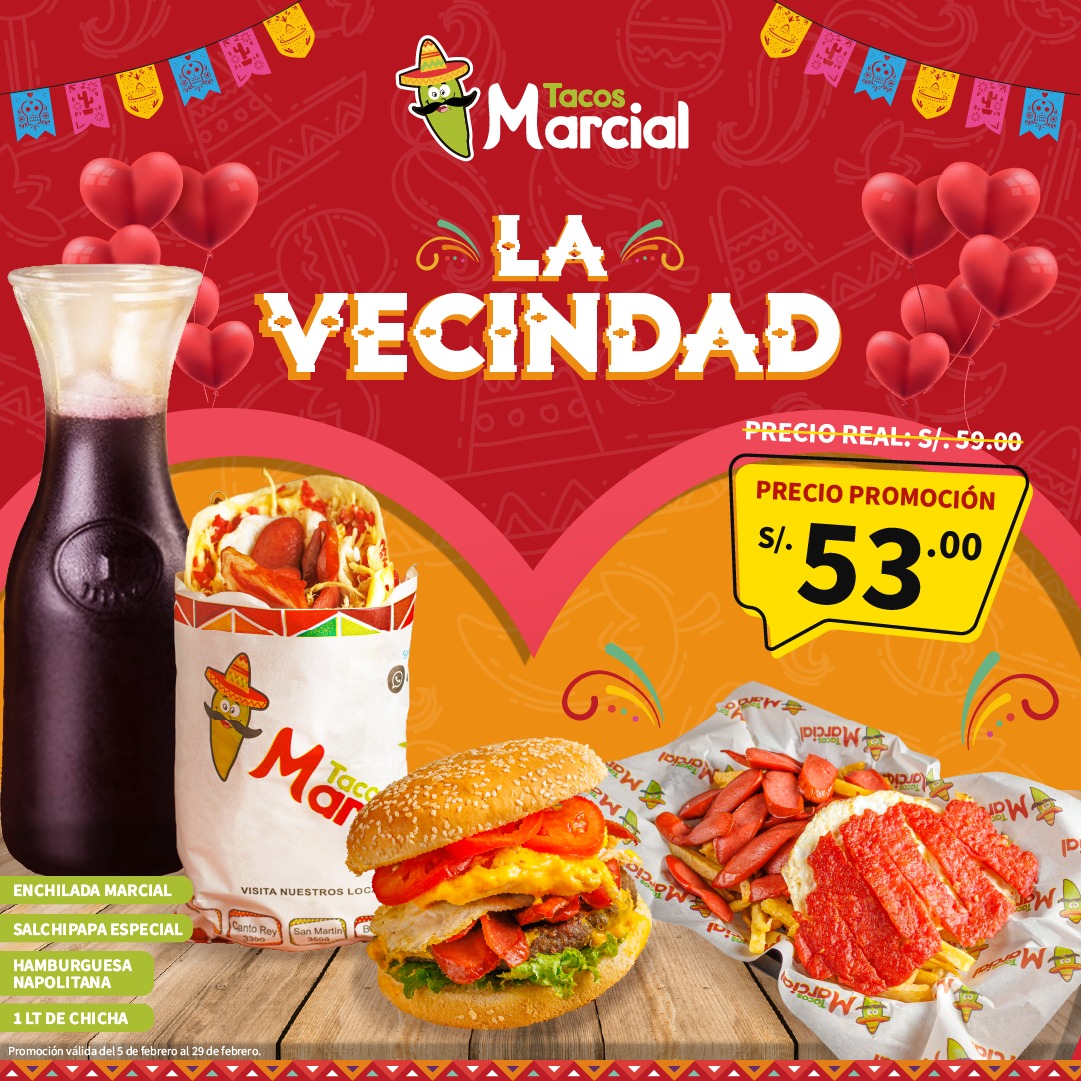 Tacos
Marcial
LA
VECINDAD
PRECIO REAL: S/. 59.00
PRECIO PROMOCIÓN
S/. 53.00
Tacos
Marcial
VISITA NUESTROS
Canto Rey
San Martín
ENCHILADA MARCIAL
SALCHIPAPA ESPECIAL
HAMBURGUESA
NAPOLITANA
1 LT DE CHICHA
Promoción válida del 5 de febrero al 29 de febrero.